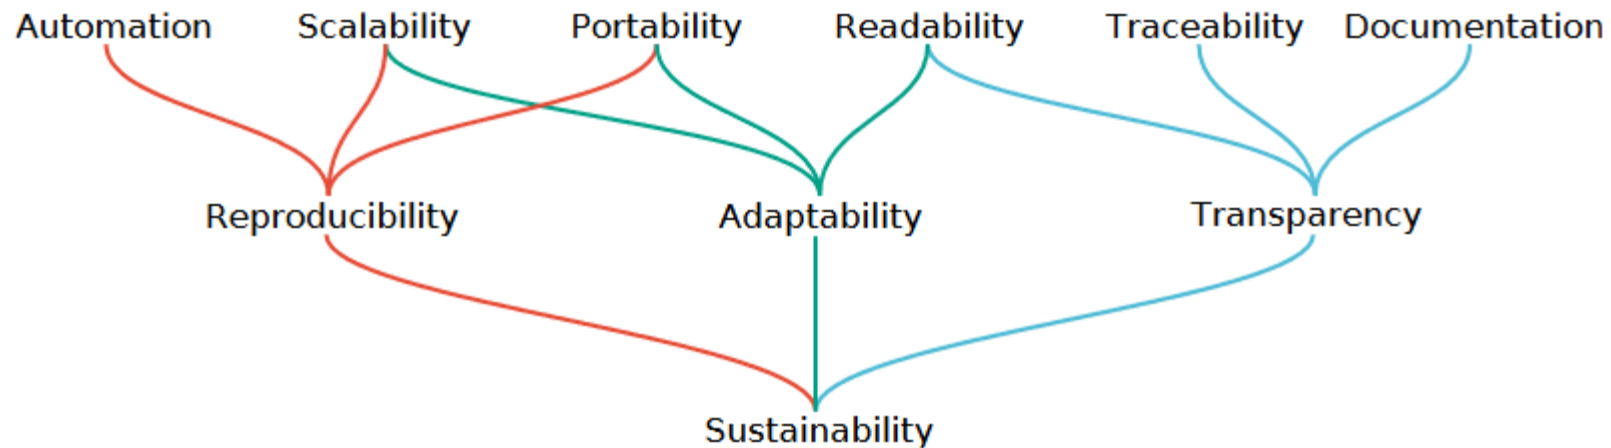 Automation Scalability Portability Readability Traceability Documentation
Reproducibility Adaptability Transparency
Sustainability